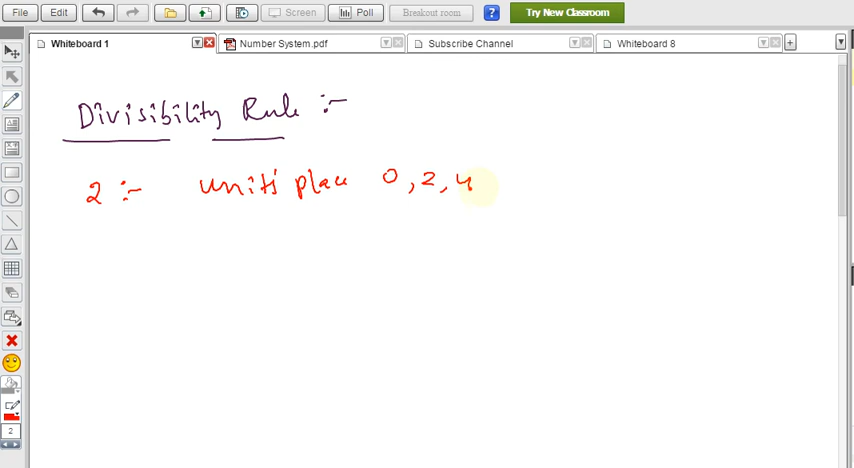 File Edit Screen Poll Breakout room ? Try New Classroom
Whiteboard 1 Number System.pdf Subscribe Channel Whiteboard 8
Divisibility Rule :-
2 :- Unit's place 0, 2, 4
2